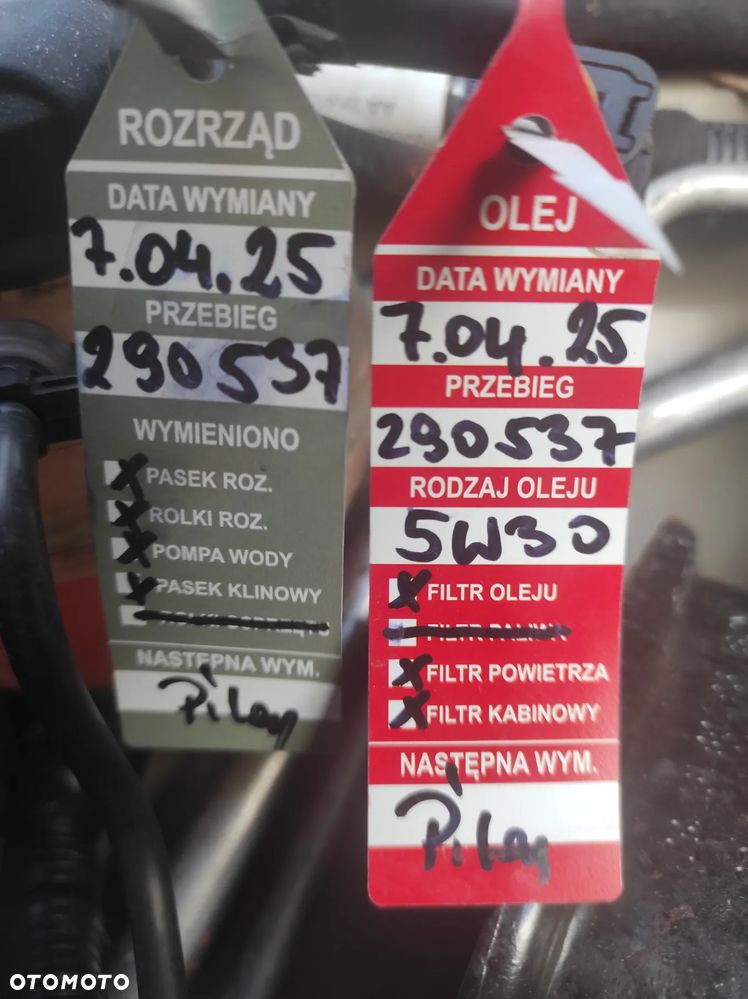 ROZRZĄD
DATA WYMIANY
7.04.25
PRZEBIEG
290537
WYMIENIONO
PASEK ROZ.
ROLKI ROZ.
POMPA WODY
PASEK KLINOWY
NASTĘPNA WYM.
OLEJ
DATA WYMIANY
7.04.25
PRZEBIEG
290537
RODZAJ OLEJU
5W30
FILTR OLEJU
FILTR PALIWA
FILTR POWIETRZA
FILTR KABINOWY
NASTĘPNA WYM.
OTOMOTO